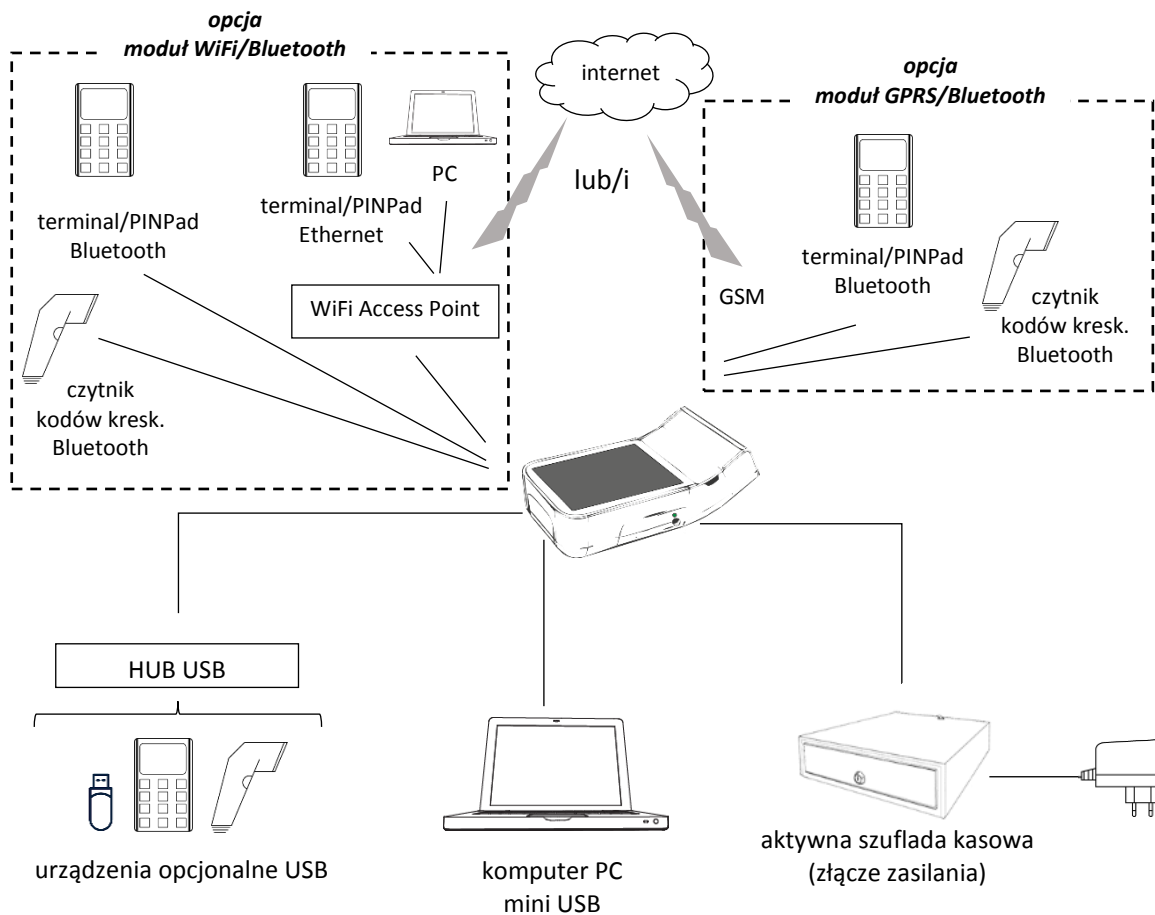 opcja
moduł WiFi/Bluetooth
internet
opcja
moduł GPRS/Bluetooth
lub/i
PC
terminal/PINPad
Bluetooth
terminal/PINPad
Ethernet
terminal/PINPad
Bluetooth
GSM
WiFi Access Point
czytnik
kodów kresk.
Bluetooth
czytnik
kodów kresk.
Bluetooth
HUB USB
urządzenia opcjonalne USB
komputer PC
mini USB
aktywna szuflada kasowa
(złącze zasilania)